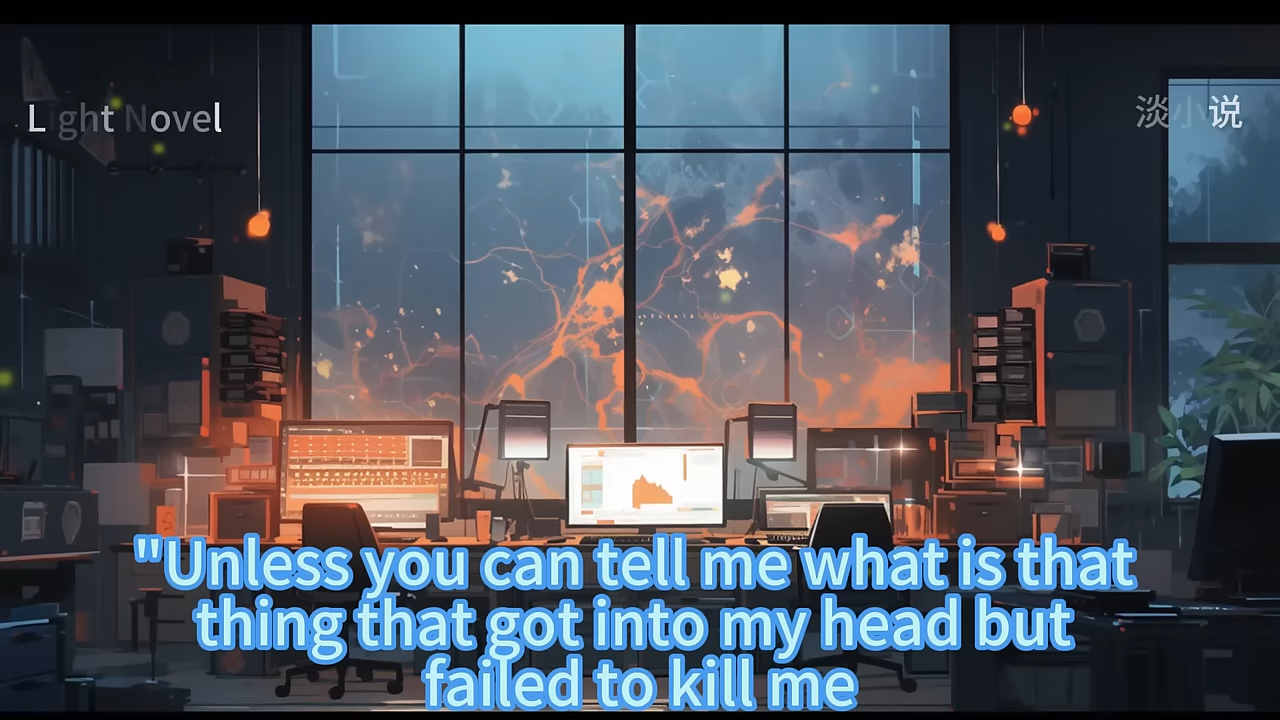 Light Novel
淡小说
"Unless you can tell me what is that
thing that got into my head but
failed to kill me